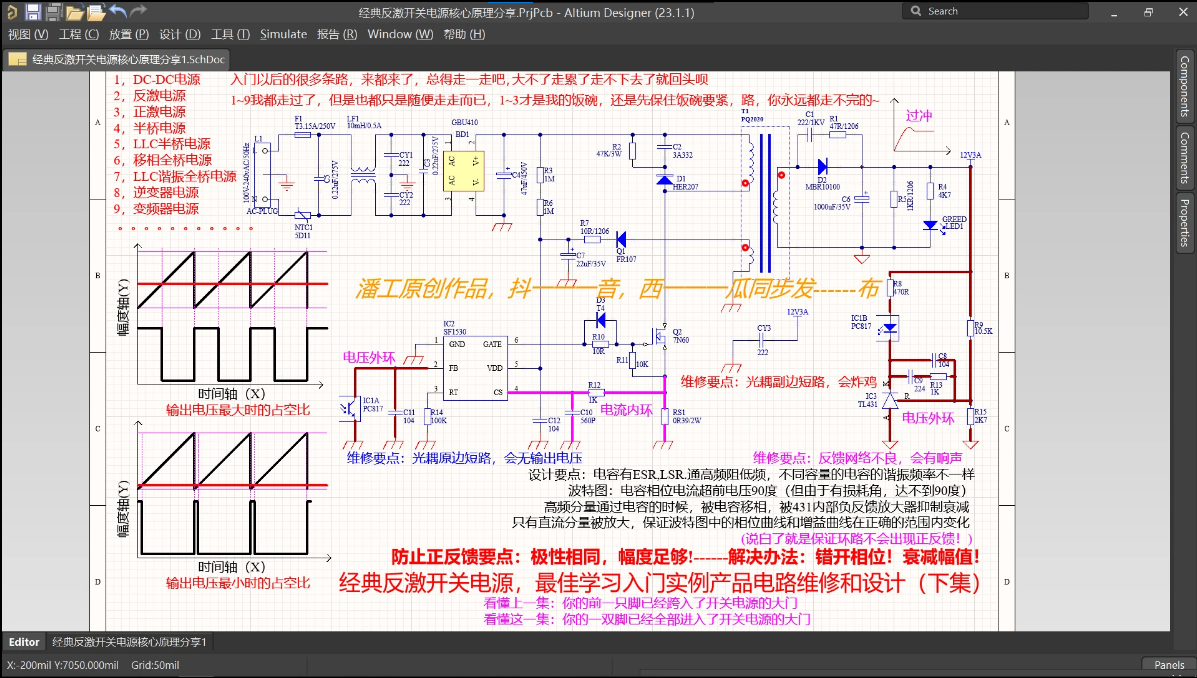 经典反激开关电源核心原理分享.PrjPcb - Altium Designer (23.1.1)
Search
视图 (V) 工程 (C) 放置 (P) 设计 (D) 工具 (T) Simulate 报告 (R) Window (W) 帮助 (H)
经典反激开关电源核心原理分享1.SchDoc
Components
Comments
Properties
1，DC-DC电源
2，反激电源
3，正激电源
4，半桥电源
5，LLC半桥电源
6，移相全桥电源
7，LLC谐振全桥电源
8，逆变器电源
9，变频器电源
入门以后的很多条路，来都来了，总得走一走吧,大不了走累了走不下去了就回头呗
1~9我都走过了，但是也都只是随便走走而已，1~3才是我的饭碗，还是先保住饭碗要紧，路，你永远都走不完的~
A
B
C
D
A
B
C
D
过冲
L1
100V-240vAC/50Hz
L
N
AC-PLUG
F1
T3.15A/250V
NTC1
5D11
0.22uF/275V
LF1
10mH/0.5A
CY1
222
CY2
222
0.22uF/275V
GBU410
BD1
AC
AC
V+
V-
1
2
3
4
47uF/450V
R3
1M
R6
1M
R2
47K/3W
C2
3A332
D1
HER207
T1
PQ2020
C1
222/1KV
R1
47R/1206
D2
MBR10100
C6
1000uF/35V
1KR/1206
R4
4K7
GREED
LED1
12V3A
R7
10R/1206
Q1
FR107
C7
22uF/35V
潘工原创作品，抖———音，西————瓜同步发------布
幅度轴(Y)
时间轴（X）
输出电压最大时的占空比
幅度轴(Y)
时间轴（X）
输出电压最小时的占空比
IC2
SF1530
GND
FB
RT
GATE
VDD
CS
1
2
3
6
5
4
D3
T4
R10
10R
R11
10K
Q2
7N60
CY3
222
12V3A
R8
470R
IC1B
PC817
R9
10.5K
C8
104
C9
224
R13
1K
IC3
TL431
K
R
A
R15
2K7
电压外环
电压外环
IC1A
PC817
C11
104
R14
100K
R12
1K
电流内环
C12
104
C10
560P
RS1
0R39/2W
维修要点：光耦副边短路，会炸鸡
维修要点：光耦原边短路，会无输出电压
维修要点：反馈网络不良，会有响声
设计要点：电容有ESR,LSR.通高频阻低频，不同容量的电容的谐振频率不一样
波特图：电容相位电流超前电压90度（但由于有损耗角，达不到90度）
高频分量通过电容的时候，被电容移相，被431内部负反馈放大器抑制衰减
只有直流分量被放大，保证波特图中的相位曲线和增益曲线在正确的范围内变化
(说白了就是保证环路不会出现正反馈！)
防止正反馈要点：极性相同，幅度足够!------解决办法：错开相位！衰减幅值！
经典反激开关电源，最佳学习入门实例产品电路维修和设计（下集）
看懂上一集：你的前一只脚已经跨入了开关电源的大门
看懂这一集：你的一双脚已经全部进入了开关电源的大门
Editor 经典反激开关电源核心原理分享1
X:-200mil Y:7050.000mil Grid:50mil
Panels